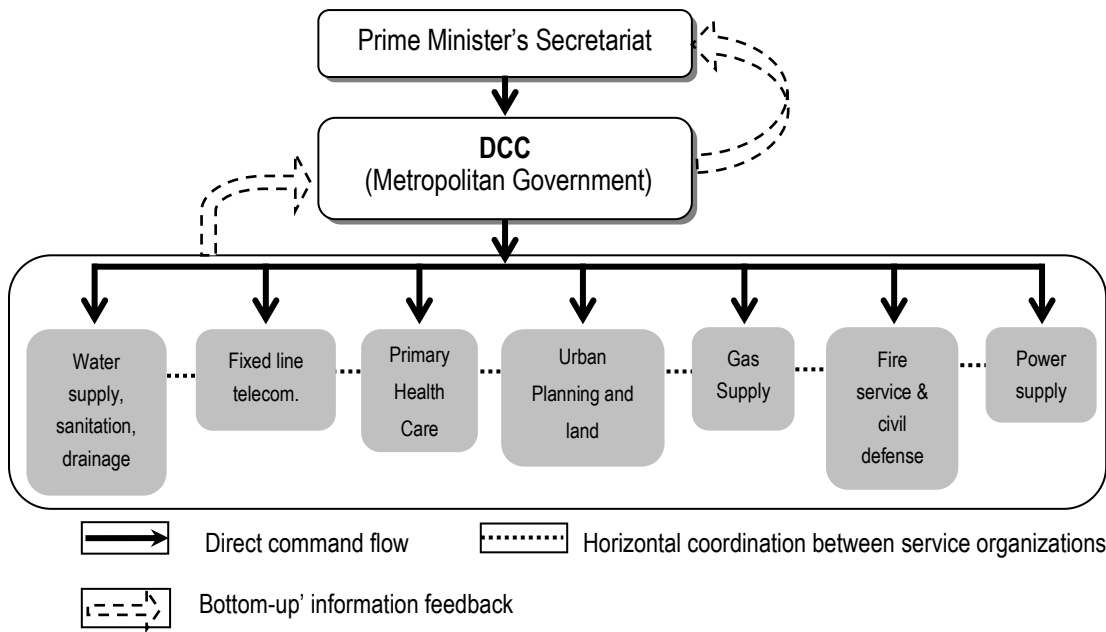 Prime Minister’s Secretariat
DCC
(Metropolitan Government)
Water
supply,
sanitation,
drainage
Fixed line
telecom.
Primary
Health
Care
Urban
Planning and
land
Gas
Supply
Fire
service &
civil
defense
Power
supply
Direct command flow
Horizontal coordination between service organizations
Bottom-up’ information feedback